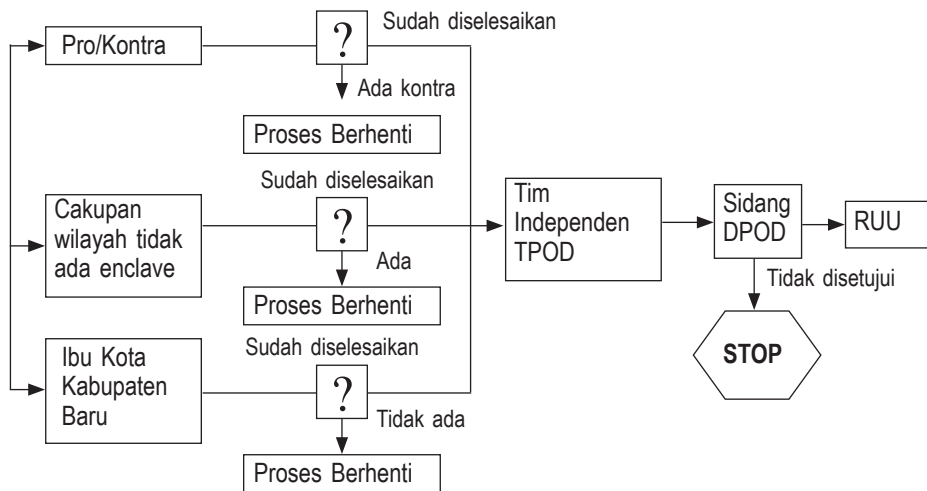 Pro/Kontra
?
Sudah diselesaikan
Ada kontra
Proses Berhenti
Cakupan
wilayah tidak
ada enclave
Sudah diselesaikan
?
Ada
Proses Berhenti
Ibu Kota
Kabupaten
Baru
Sudah diselesaikan
?
Tidak ada
Proses Berhenti
Tim
Independen
TPOD
Sidang
DPOD
RUU
Tidak disetujui
STOP